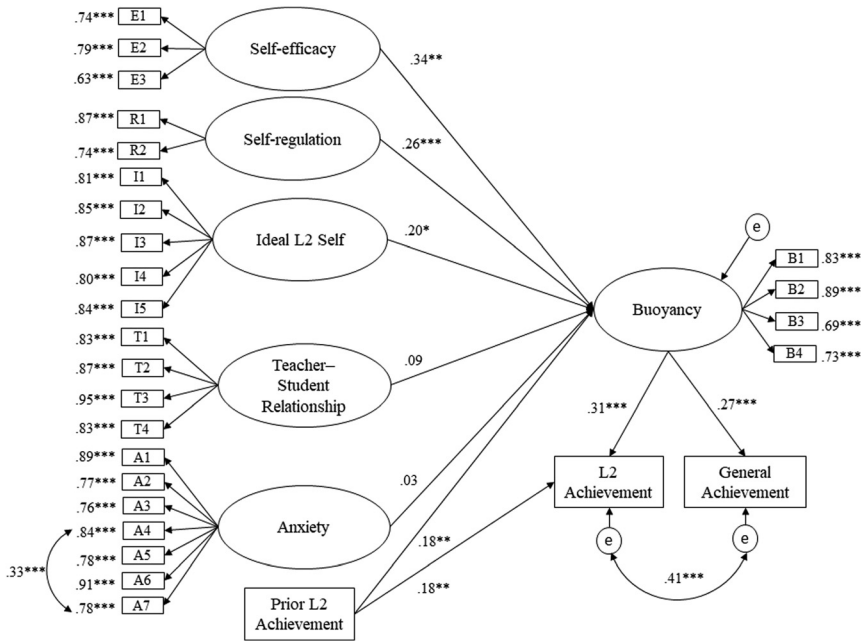 .74*** E1
.79*** E2
.63*** E3
Self-efficacy
.34**
.87*** R1
.74*** R2
Self-regulation
.26***
.81*** I1
.85*** I2
.87*** I3
.80*** I4
.84*** I5
Ideal L2 Self
.20*
.83*** T1
.87*** T2
.95*** T3
.83*** T4
Teacher–
Student
Relationship
.09
.89*** A1
.77*** A2
.76*** A3
.84*** A4
.78*** A5
.91*** A6
.78*** A7
.33***
Anxiety
.03
Prior L2
Achievement
.18**
.18**
e
Buoyancy
B1 .83***
B2 .89***
B3 .69***
B4 .73***
.31***
.27***
L2
Achievement
General
Achievement
e
e
.41***